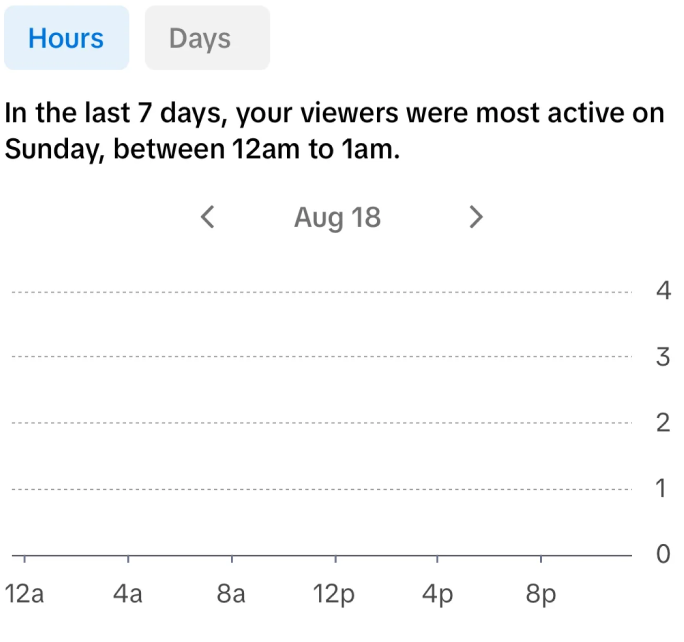 Hours Days
In the last 7 days, your viewers were most active on
Sunday, between 12am to 1am.
Aug 18
4
3
2
1
0
12a 4a 8a 12p 4p 8p